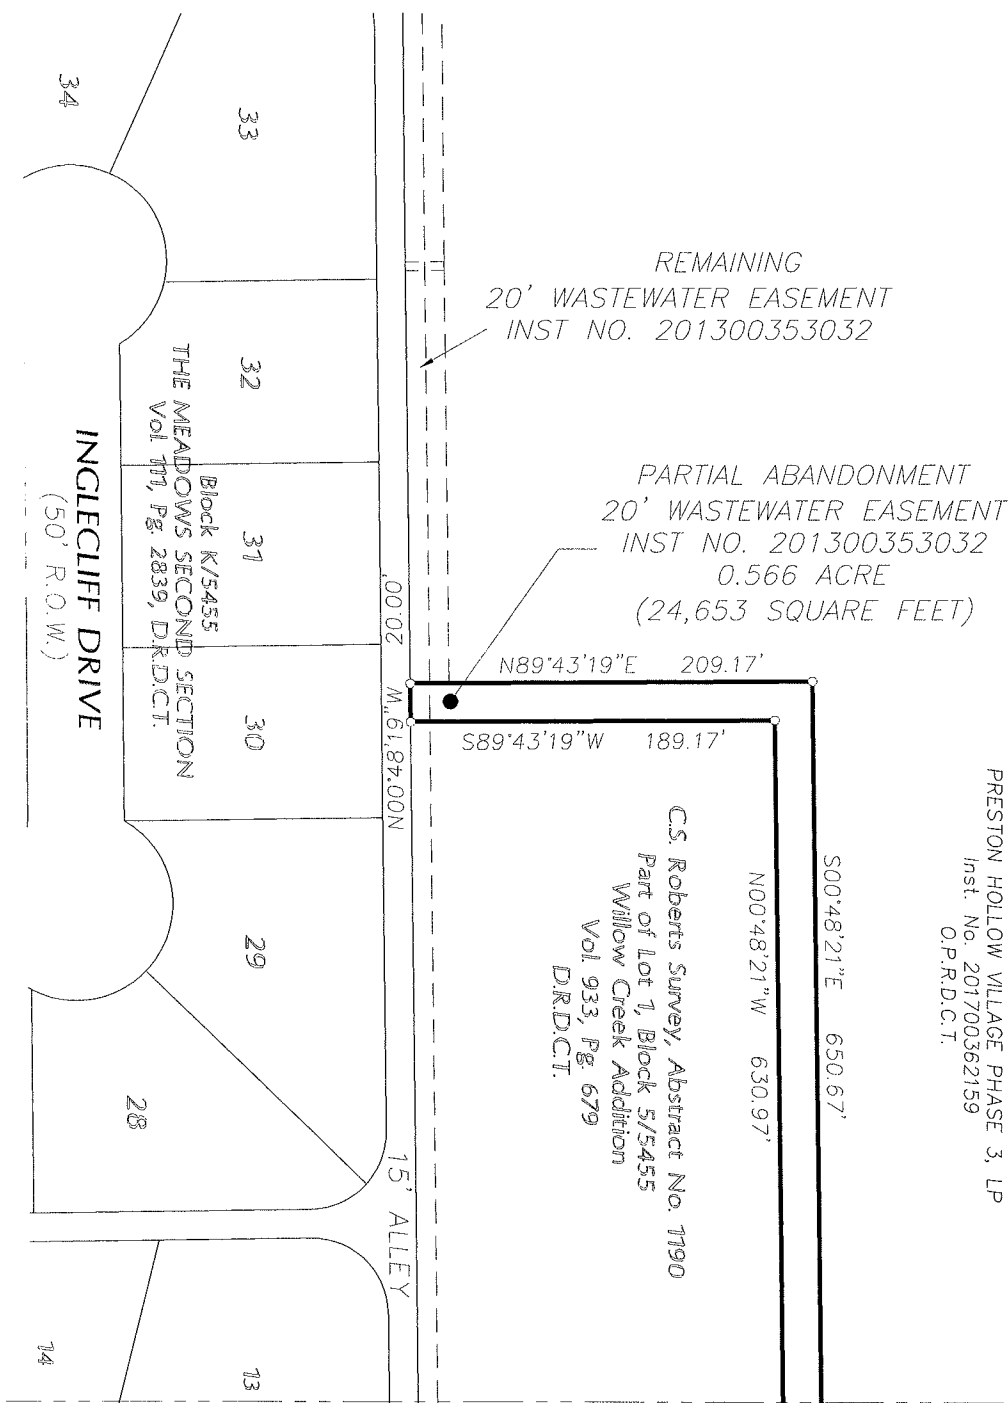 34
33
REMAINING
20' WASTEWATER EASEMENT
INST NO. 201300353032
32
THE MEADOWS SECOND SECTION
Vol. 777, Pg. 2839, D.R.D.C.T.
Block K/5455
INGLECLIFF DRIVE
(50' R.O.W.)
31
PARTIAL ABANDONMENT
20' WASTEWATER EASEMENT
INST NO. 201300353032
0.566 ACRE
(24,653 SQUARE FEET)
30
N00°48'19"W
20.00'
N89°43'19"E 209.17'
S89°43'19"W 189.17'
PRESTON HOLLOW VILLAGE PHASE 3, LP
Inst. No. 201700362159
O.P.R.D.C.T.
S00°48'21"E 650.67'
N00°48'21"W 630.97'
C.S. Roberts Survey, Abstract No. 1190
Part of Lot 1, Block 5/5455
Willow Creek Addition
Vol. 933, Pg. 679
D.R.D.C.T.
29
28
15' ALLEY
14
13